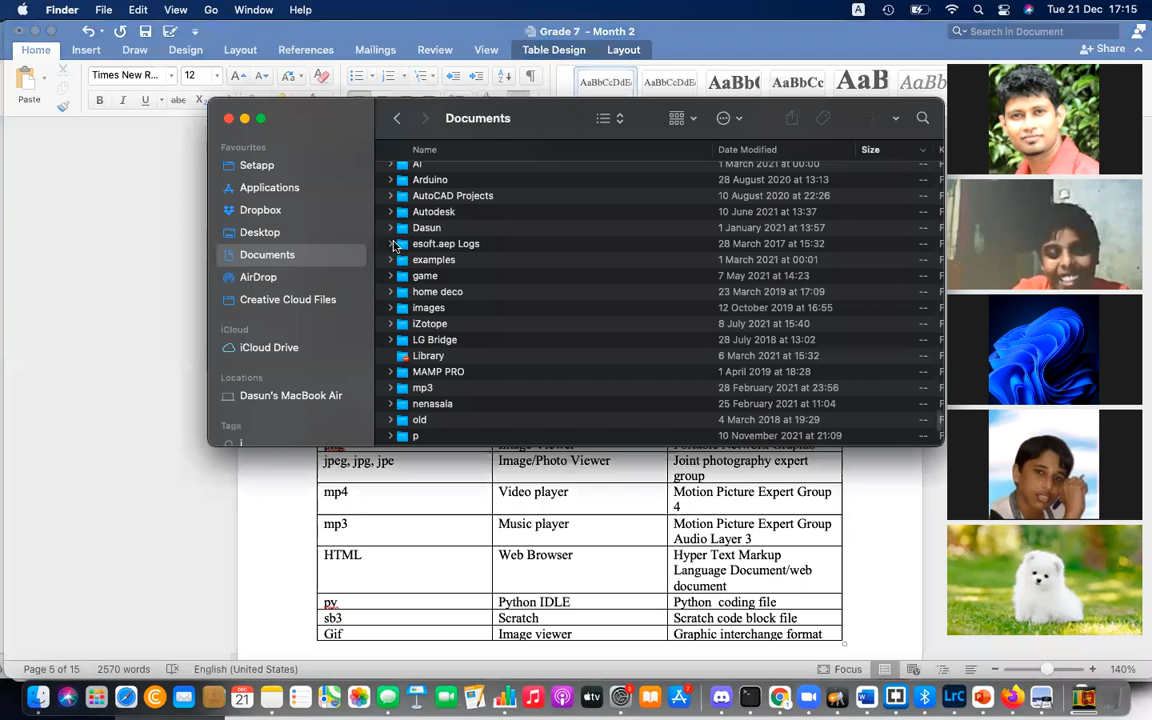 Finder File Edit View Go Window Help A Tue 21 Dec 17:15
Grade 7 - Month 2
Search in Document
Home Insert Draw Design Layout References Mailings Review View Table Design Layout
Share
Paste
Times New R... 12
B I U abc
AaBbCcDdE AaBbCcDdE AaBb( AaBbCc AaB AaBbC
Documents
Favourites
Setapp
Applications
Dropbox
Desktop
Documents
AirDrop
Creative Cloud Files
iCloud
iCloud Drive
Locations
Dasun's MacBook Air
Tags
Name Date Modified Size K
AI 1 March 2021 at 00:00
Arduino 28 August 2020 at 13:13 -- F
AutoCAD Projects 10 August 2020 at 22:26 -- F
Autodesk 10 June 2021 at 13:37 -- F
Dasun 1 January 2021 at 13:57 -- F
esoft.aep Logs 28 March 2017 at 15:32 -- F
examples 1 March 2021 at 00:01 -- F
game 7 May 2021 at 14:23 -- F
home deco 23 March 2019 at 17:09 -- F
images 12 October 2019 at 16:55 -- F
iZotope 8 July 2021 at 15:40 -- F
LG Bridge 28 July 2018 at 13:02 -- F
Library 6 March 2021 at 15:32 -- F
MAMP PRO 1 April 2019 at 18:28 -- F
mp3 28 February 2021 at 23:56 -- F
nenasala 25 February 2021 at 11:04 -- F
old 4 March 2018 at 19:29 -- F
p 10 November 2021 at 21:09 -- F
jpeg, jpg, jpe Image/Photo Viewer Joint photography expert
group
mp4 Video player Motion Picture Expert Group
4
mp3 Music player Motion Picture Expert Group
Audio Layer 3
HTML Web Browser Hyper Text Markup
Language Document/web
document
py Python IDLE Python coding file
sb3 Scratch Scratch code block file
Gif Image viewer Graphic interchange format
Page 5 of 15 2570 words English (United States) Focus 140%
DEC
21
tv
W
LrC
P